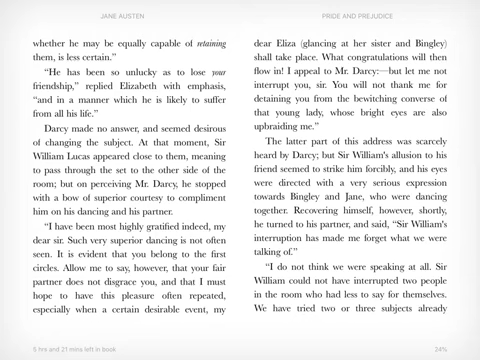 JANE AUSTEN
whether he may be equally capable of retaining
them, is less certain.”
“He has been so unlucky as to lose your
friendship,” replied Elizabeth with emphasis,
“and in a manner which he is likely to suffer
from all his life.”
Darcy made no answer, and seemed desirous
of changing the subject. At that moment, Sir
William Lucas appeared close to them, meaning
to pass through the set to the other side of the
room; but on perceiving Mr. Darcy, he stopped
with a bow of superior courtesy to compliment
him on his dancing and his partner.
“I have been most highly gratified indeed, my
dear sir. Such very superior dancing is not often
seen. It is evident that you belong to the first
circles. Allow me to say, however, that your fair
partner does not disgrace you, and that I must
hope to have this pleasure often repeated,
especially when a certain desirable event, my
5 hrs and 21 mins left in book
PRIDE AND PREJUDICE
dear Eliza (glancing at her sister and Bingley)
shall take place. What congratulations will then
flow in! I appeal to Mr. Darcy:—but let me not
interrupt you, sir. You will not thank me for
detaining you from the bewitching converse of
that young lady, whose bright eyes are also
upbraiding me.”
The latter part of this address was scarcely
heard by Darcy; but Sir William's allusion to his
friend seemed to strike him forcibly, and his eyes
were directed with a very serious expression
towards Bingley and Jane, who were dancing
together. Recovering himself, however, shortly,
he turned to his partner, and said, “Sir William's
interruption has made me forget what we were
talking of.”
“I do not think we were speaking at all. Sir
William could not have interrupted two people
in the room who had less to say for themselves.
We have tried two or three subjects already
24%